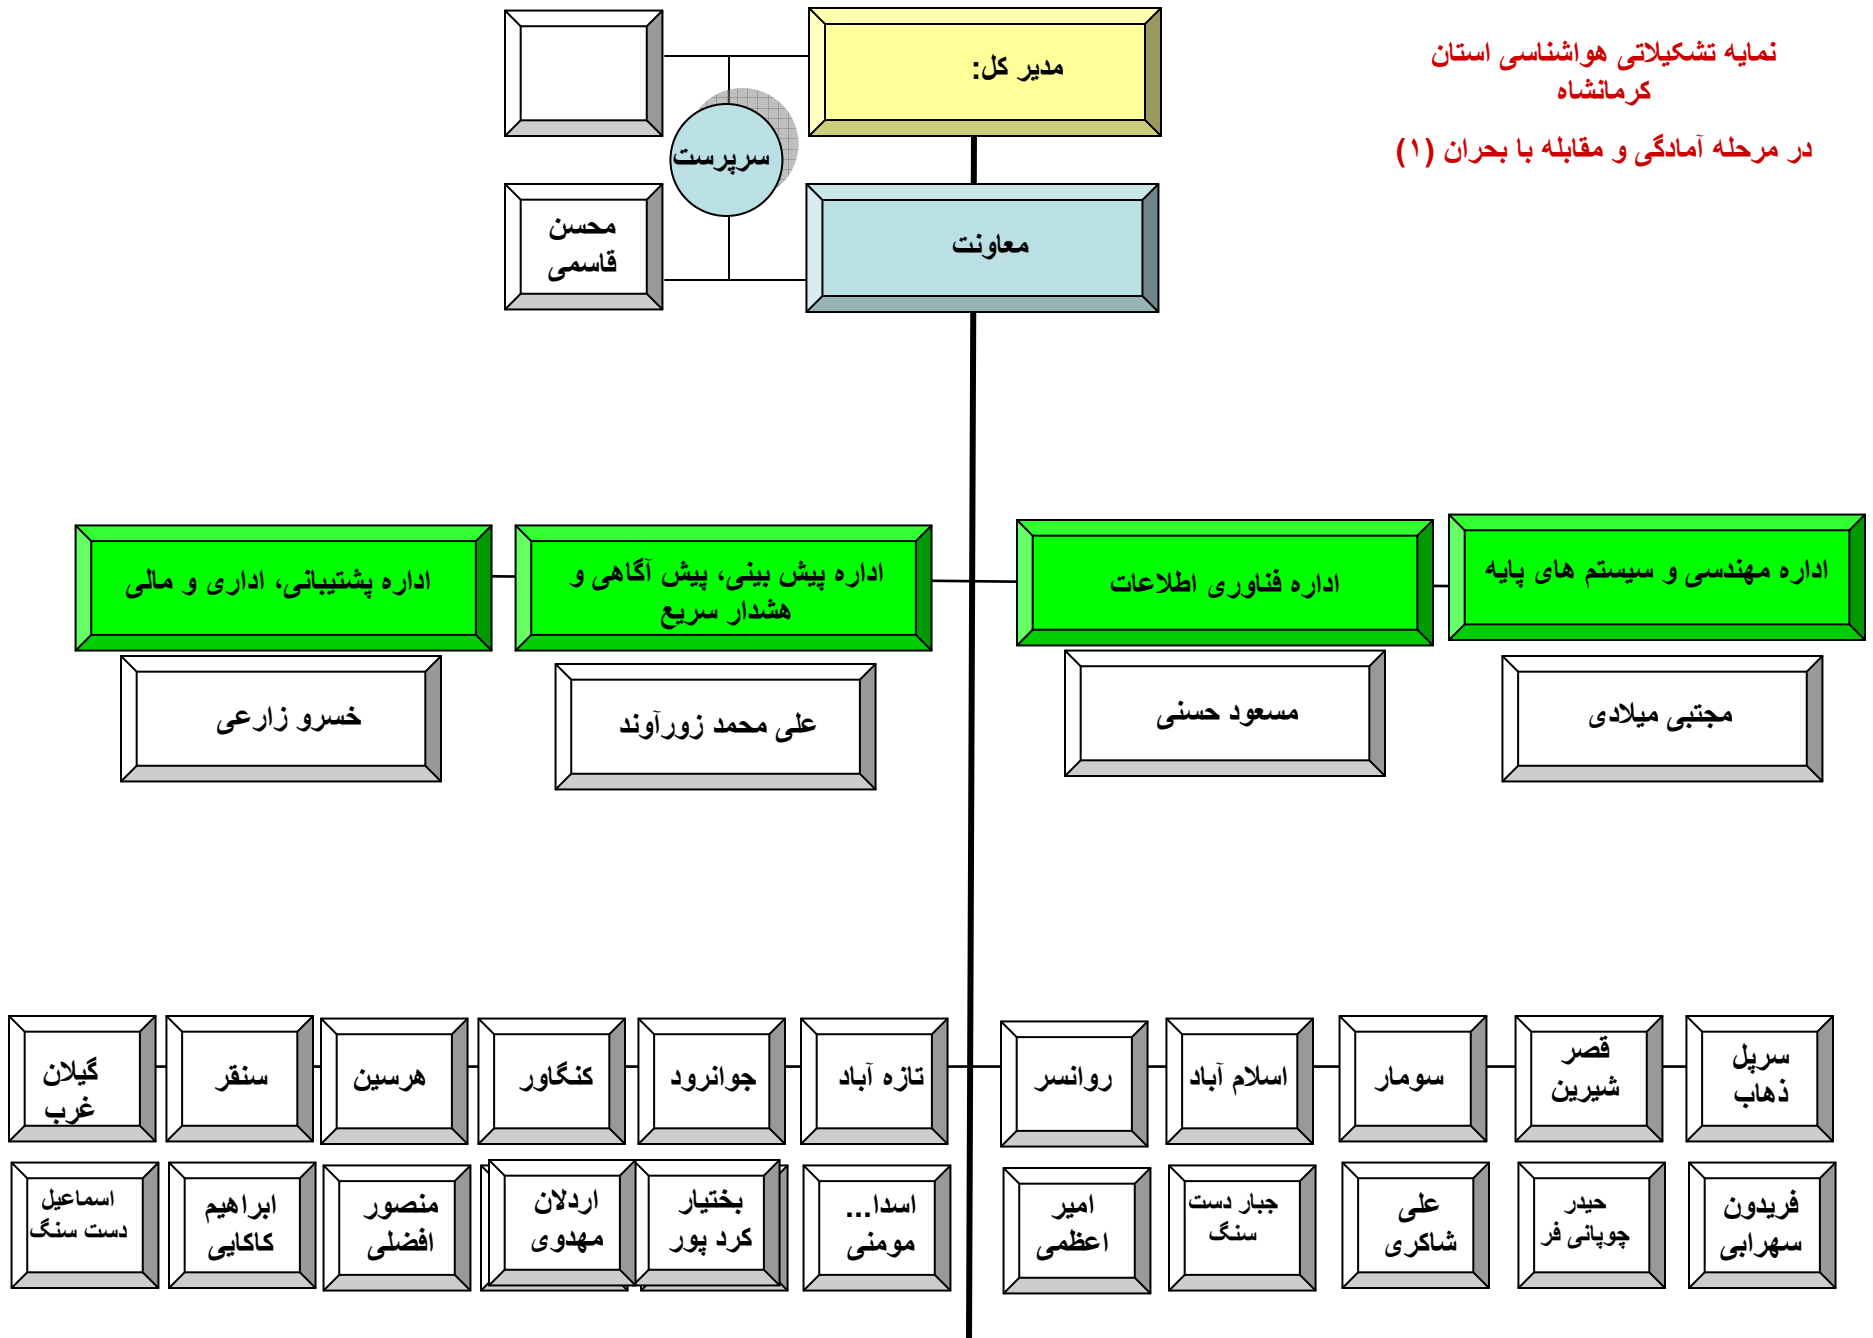 نمایه تشکیلاتی هواشناسی استان
کرمانشاه
در مرحله آمادگی و مقابله با بحران (۱)
مدیر کل:
سرپرست
معاونت
محسن
قاسمی
اداره مهندسی و سیستم های پایه
اداره فناوری اطلاعات
اداره پیش بینی، پیش آگاهی و
هشدار سریع
اداره پشتیبانی، اداری و مالی
مجتبی میلادی
مسعود حسنی
علی محمد زورآوند
خسرو زارعی
سرپل
ذهاب
قصر
شیرین
سومار
اسلام آباد
روانسر
تازه آباد
جوانرود
کنگاور
هرسین
سنقر
گیلان
غرب
فریدون
سهرابی
حیدر
چوپانی فر
علی
شاکری
جبار دست
سنگ
امیر
اعظمی
اسدا...
مومنی
بختیار
کرد پور
اردلان
مهدوی
منصور
افضلی
ابراهیم
کاکایی
اسماعیل
دست سنگ